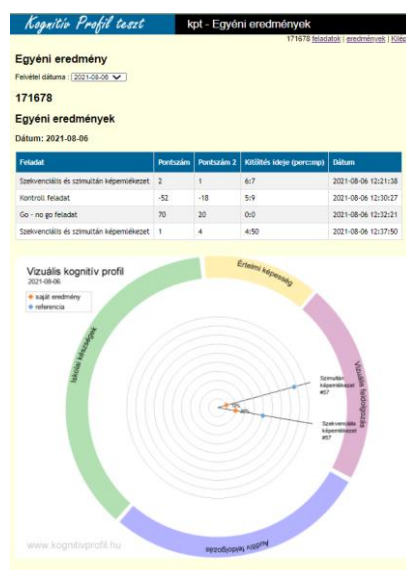 Kognitív Profil teszt
kpt - Egyéni eredmények
171678 feladatok | eredmények | Kilép
Egyéni eredmény
Felvétel dátuma : 2021-08-06
171678
Egyéni eredmények
Dátum: 2021-08-06
Feladat Pontszám Pontszám 2 Kitöltés ideje (perc:mp) Dátum
Szekvenciális és szimultán képemlékezet 2 1 6:7 2021-08-06 12:21:38
Kontroll feladat -52 -18 5:9 2021-08-06 12:30:27
Go - no go feladat 70 20 0:0 2021-08-06 12:32:21
Szekvenciális és szimultán képemlékezet 1 4 4:50 2021-08-06 12:37:50
Vizuális kognitív profil
2021-08-06
saját eredmény
referencia
Értelmi képesség
Iskolai készségek
Vizuális feldolgozás
Szimultán
képemlékezet
#57
Szekvenciális
képemlékezet
#57
Auditív feldolgozás
www.kognitivprofil.hu